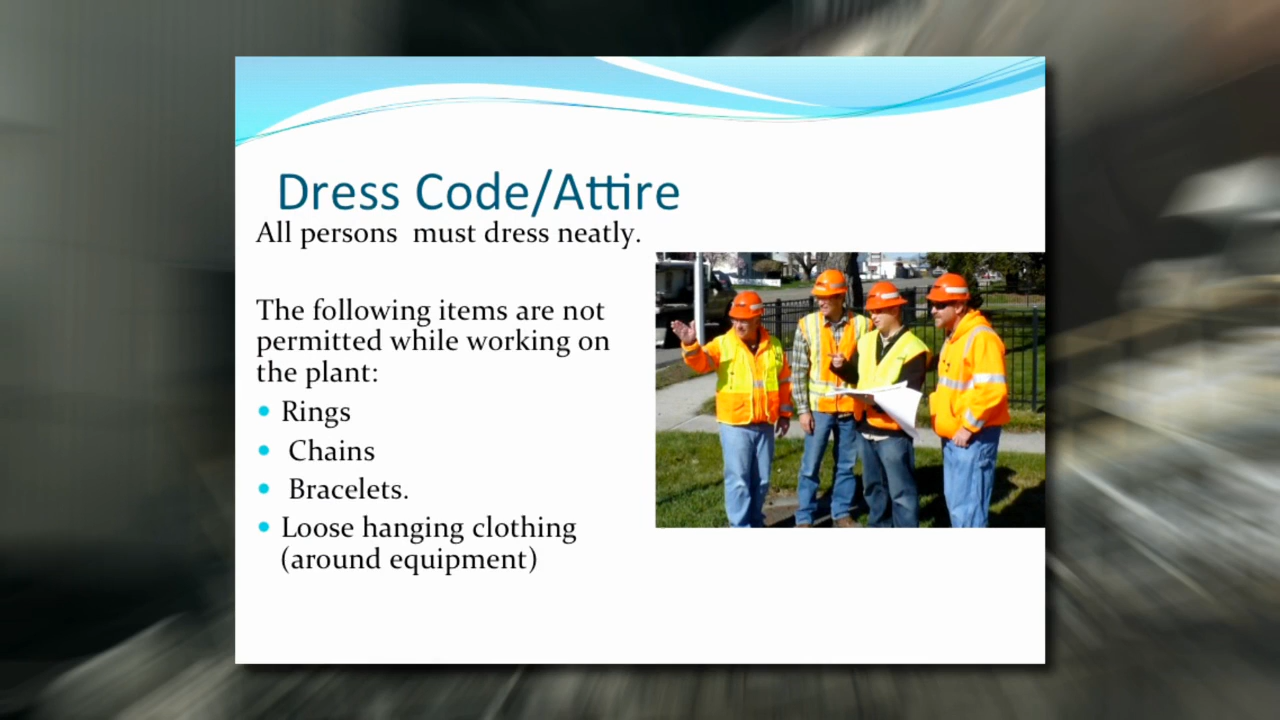 Dress Code/Attire
All persons  must dress neatly.
The following items are not
permitted while working on
the plant:
• Rings
• Chains
• Bracelets.
• Loose hanging clothing
(around equipment)